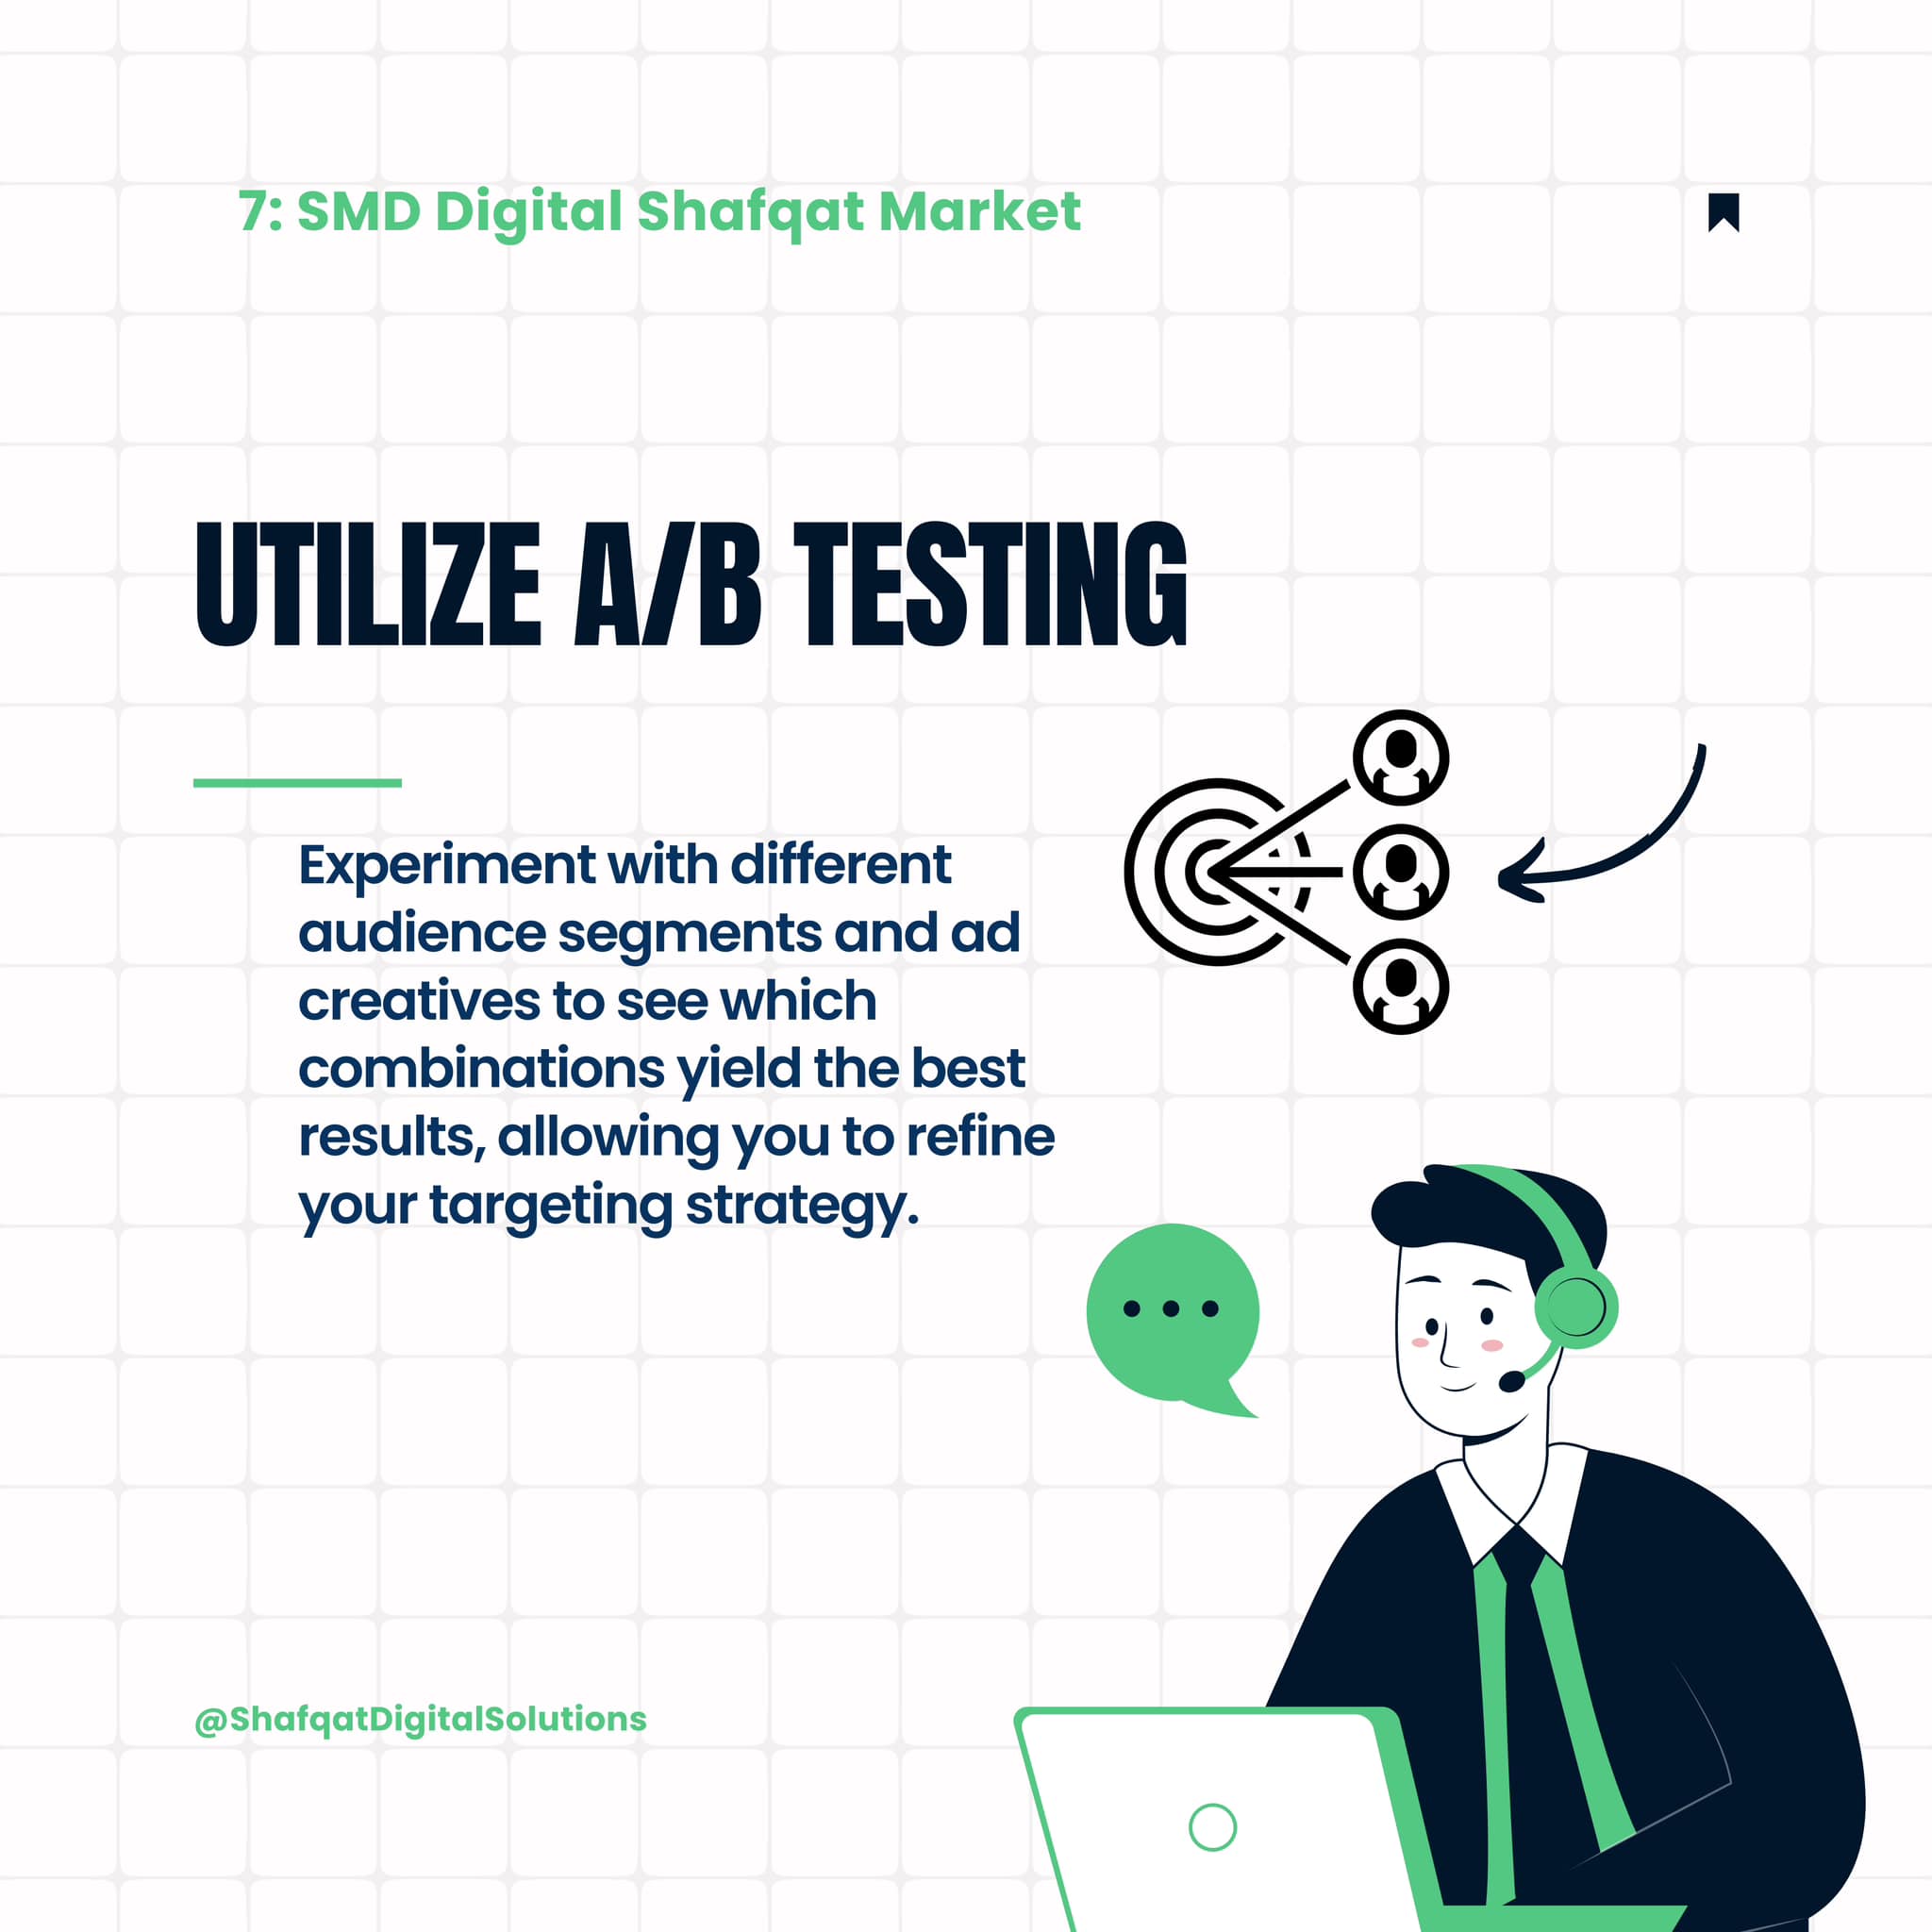 7: SMD Digital Shafqat Market
UTILIZE A/B TESTING
Experiment with different
audience segments and ad
creatives to see which
combinations yield the best
results, allowing you to refine
your targeting strategy.
@ShafqatDigitalSolutions